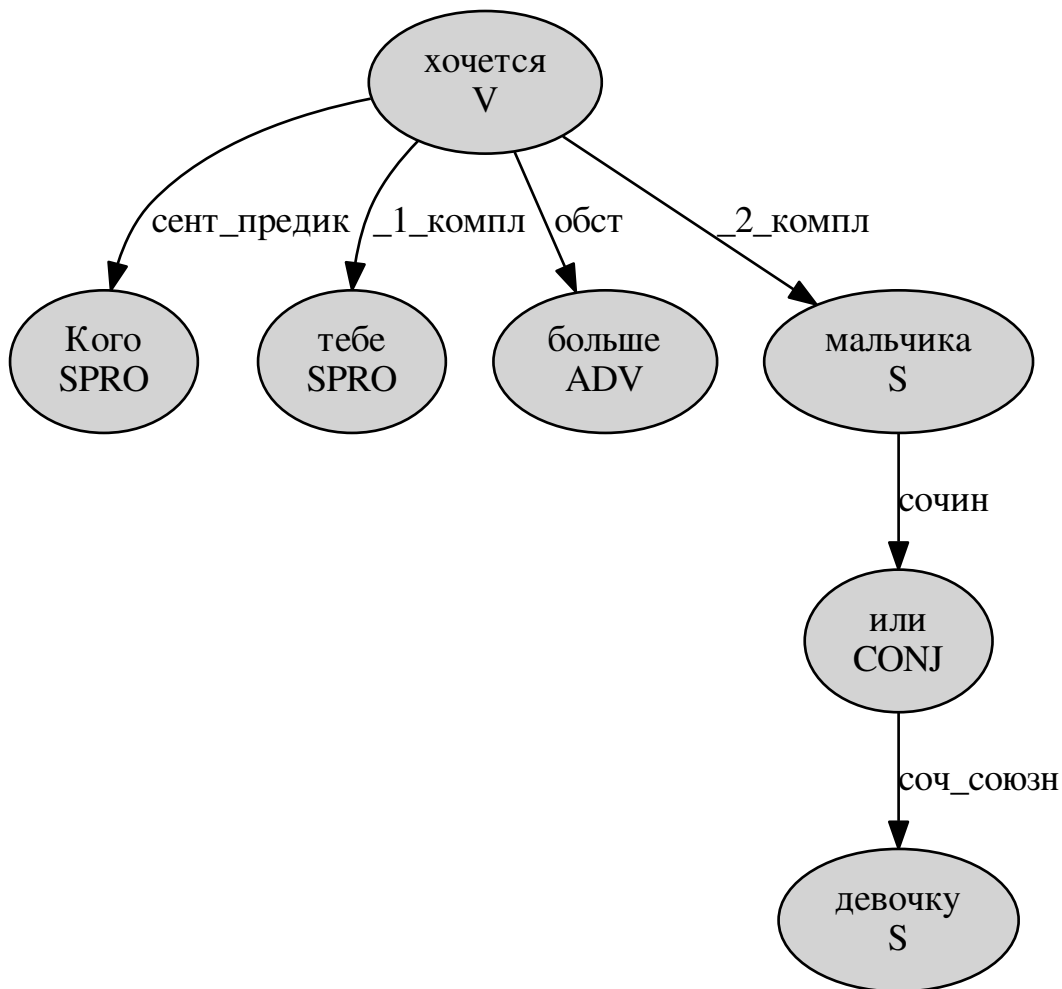 хочется
V
сент_предик
_1_компл
обст
_2_компл
Кого
SPRO
тебе
SPRO
больше
ADV
мальчика
S
сочин
или
CONJ
соч_союзн
девочку
S